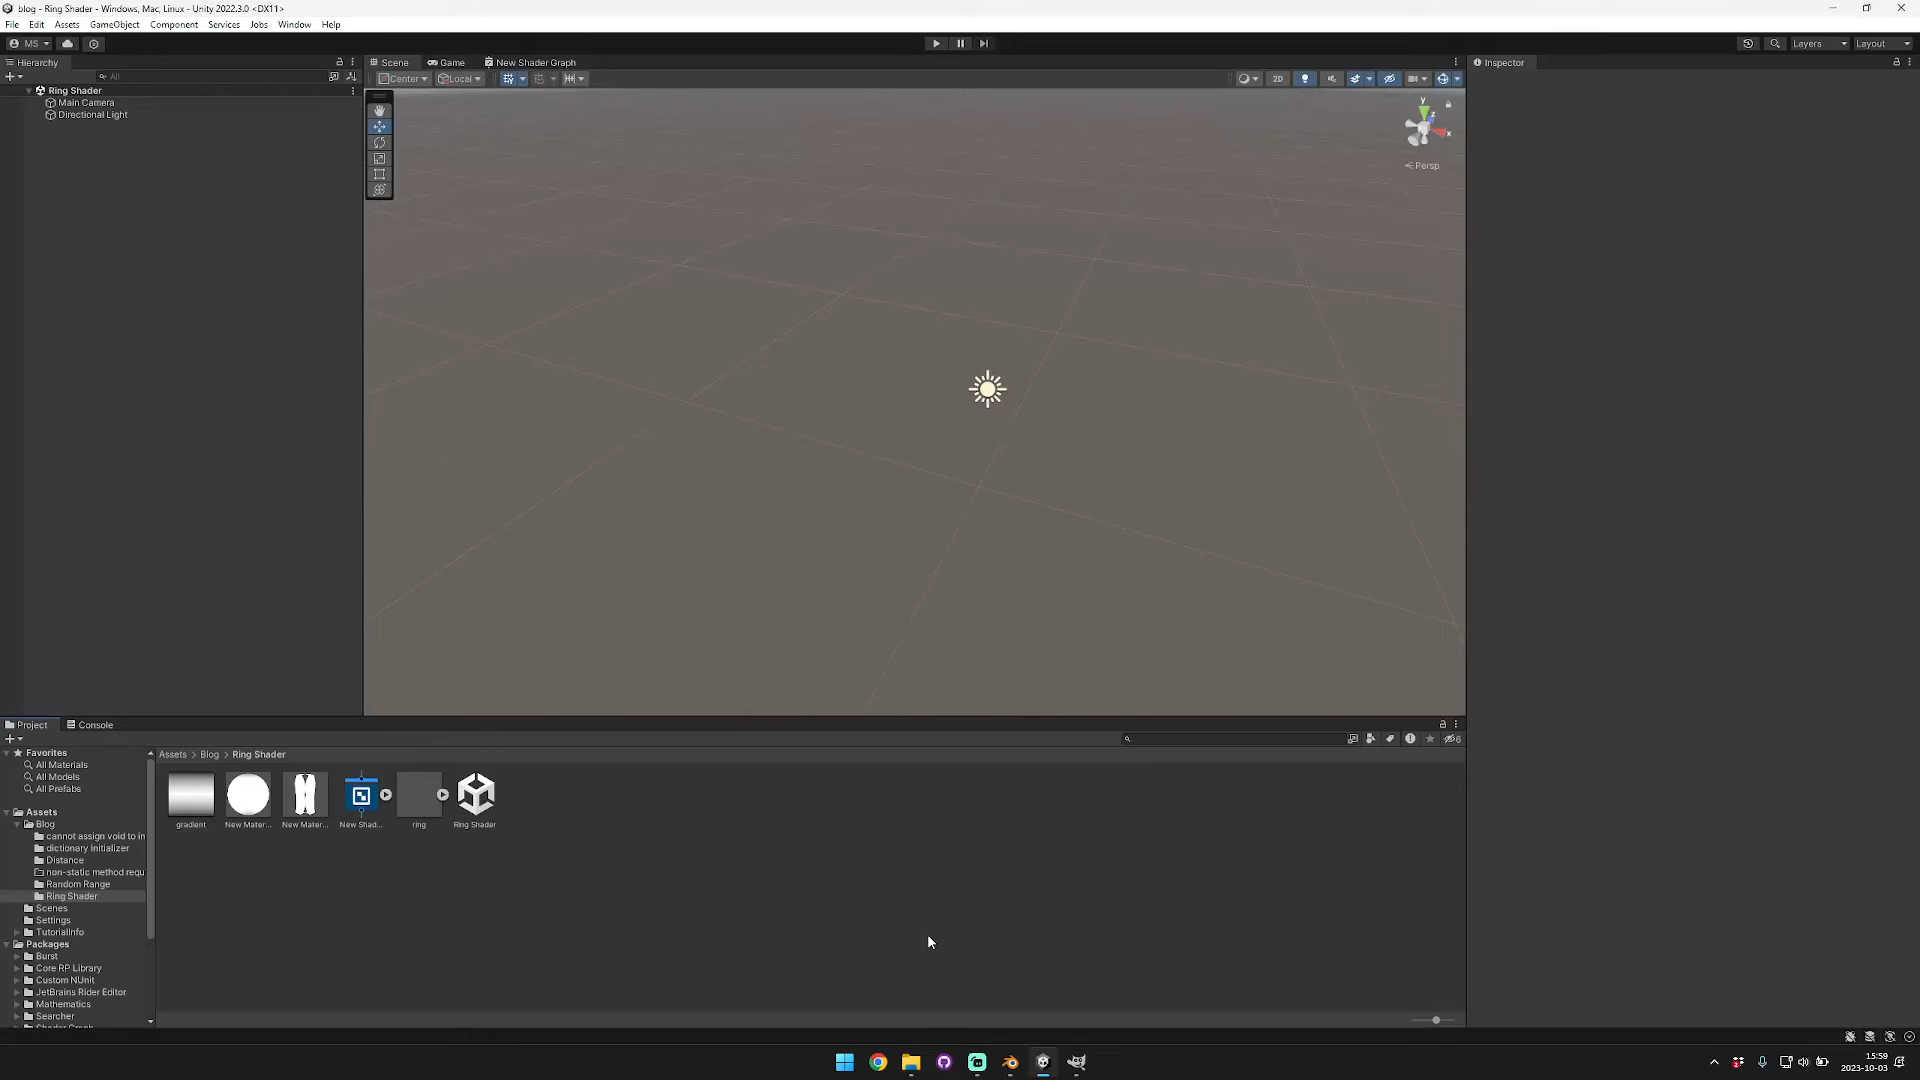 blog - Ring Shader - Windows, Mac, Linux - Unity 2022.3.0 <DX11>
File Edit Assets GameObject Component Services Jobs Window Help
MS Layers Layout
Hierarchy Scene Game New Shader Graph Inspector
All Center Local 2D
Ring Shader
Main Camera
Directional Light
y
z
x
Persp
Project Console
6
Favorites Assets > Blog > Ring Shader
All Materials
All Models
All Prefabs
Assets
Blog gradient New Mater... New Mater... New Shad... ring Ring Shader
cannot assign void to in
dictionary initializer
Distance
non-static method requ
Random Range
Ring Shader
Scenes
Settings
TutorialInfo
Packages
Burst
Core RP Library
Custom NUnit
JetBrains Rider Editor
Mathematics
Searcher
Shader Graph
15:59
2023-10-03